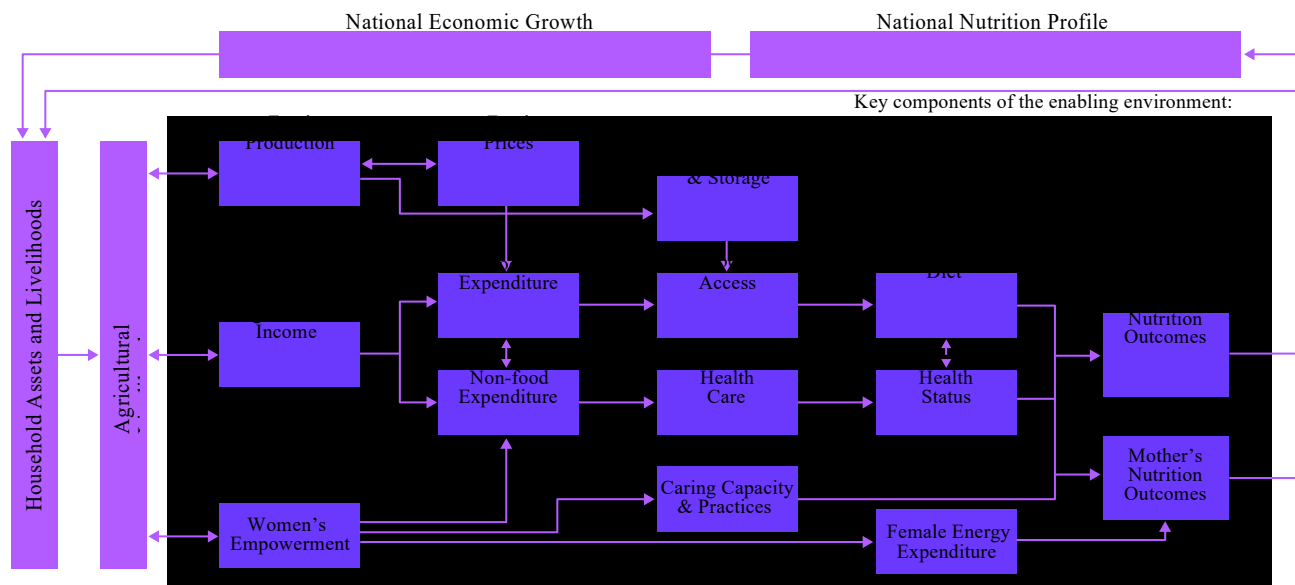 National Economic Growth
National Nutrition Profile
Key components of the enabling environment:
Household Assets and Livelihoods
Agricultural
Production
Prices
& Storage
Expenditure
Access
Diet
Income
Nutrition
Outcomes
Non-food
Expenditure
Health
Care
Health
Status
Caring Capacity
& Practices
Mother’s
Nutrition
Outcomes
Women’s
Empowerment
Female Energy
Expenditure